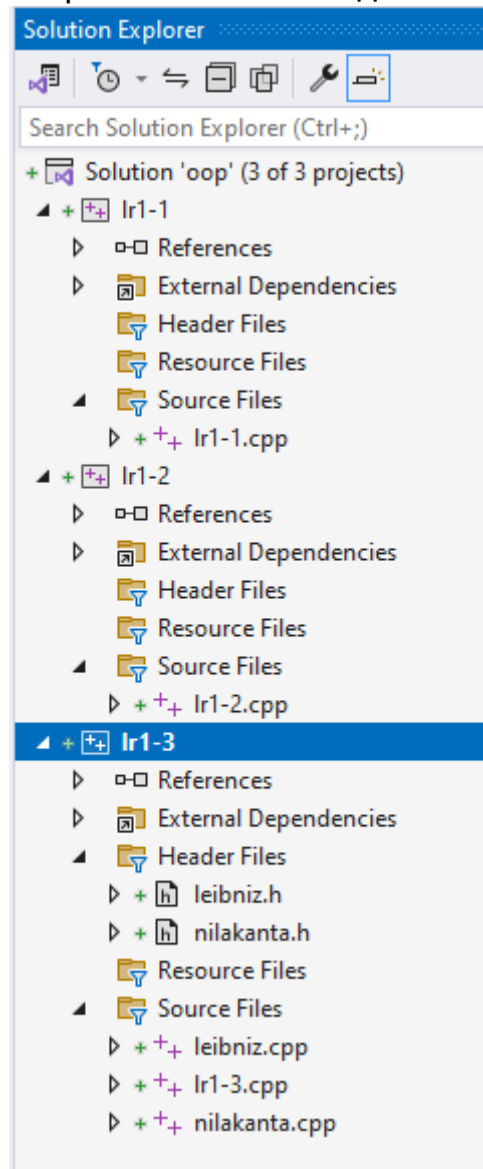 Solution Explorer
Search Solution Explorer (Ctrl+;)
Solution 'oop' (3 of 3 projects)
lr1-1
References
External Dependencies
Header Files
Resource Files
Source Files
lr1-1.cpp
lr1-2
References
External Dependencies
Header Files
Resource Files
Source Files
lr1-2.cpp
lr1-3
References
External Dependencies
Header Files
leibniz.h
nilakanta.h
Resource Files
Source Files
leibniz.cpp
lr1-3.cpp
nilakanta.cpp